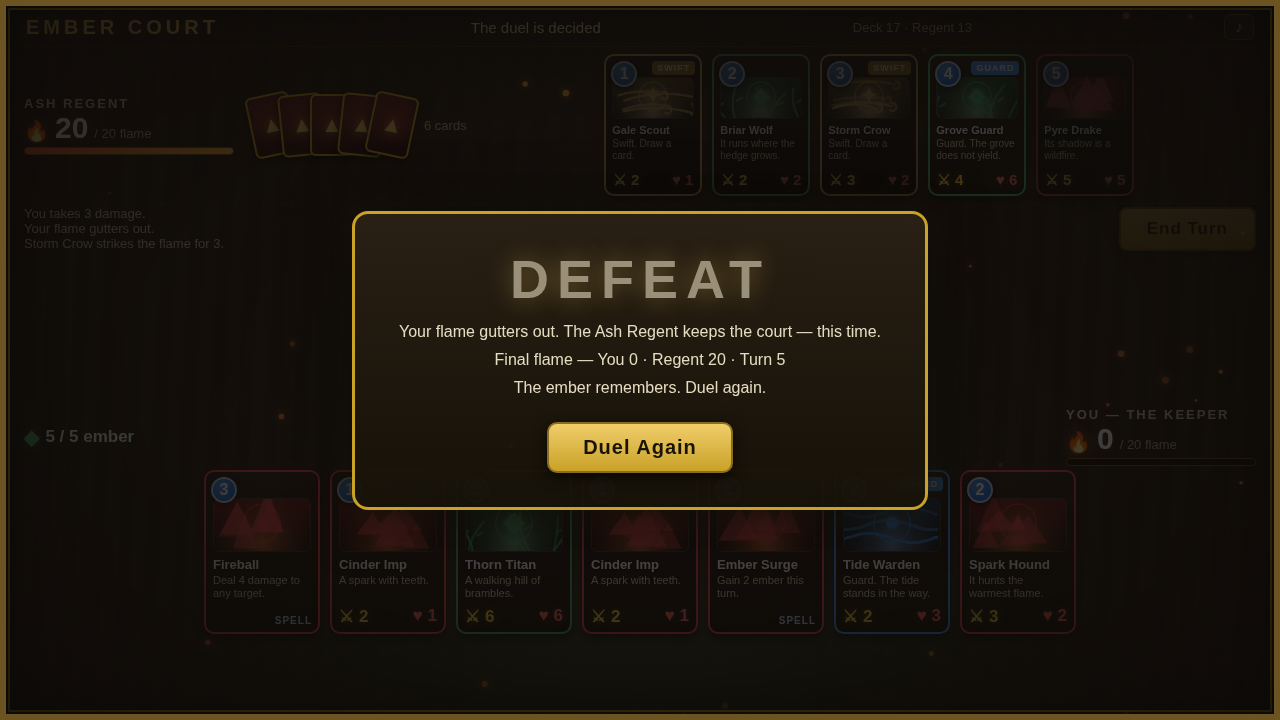 EMBER COURT
The duel is decided
Deck 17 · Regent 13
♪
ASH REGENT
20 / 20 flame
6 cards
1 SWIFT
Gale Scout
Swift. Draw a
card.
2 1
2
Briar Wolf
It runs where the
hedge grows.
2 2
3 SWIFT
Storm Crow
Swift. Draw a
card.
3 2
4 GUARD
Grove Guard
Guard. The grove
does not yield.
4 6
5
Pyre Drake
Its shadow is a
wildfire.
5 5
You takes 3 damage.
Your flame gutters out.
Storm Crow strikes the flame for 3.
End Turn
DEFEAT
Your flame gutters out. The Ash Regent keeps the court — this time.
Final flame — You 0 · Regent 20 · Turn 5
The ember remembers. Duel again.
Duel Again
5 / 5 ember
YOU — THE KEEPER
0 / 20 flame
3
Fireball
Deal 4 damage to
any target.
SPELL
Cinder Imp
A spark with teeth.
2 1
Thorn Titan
A walking hill of
brambles.
6 6
Cinder Imp
A spark with teeth.
2 1
Ember Surge
Gain 2 ember this
turn.
SPELL
Tide Warden
Guard. The tide
stands in the way.
2 3
2
Spark Hound
It hunts the
warmest flame.
3 2